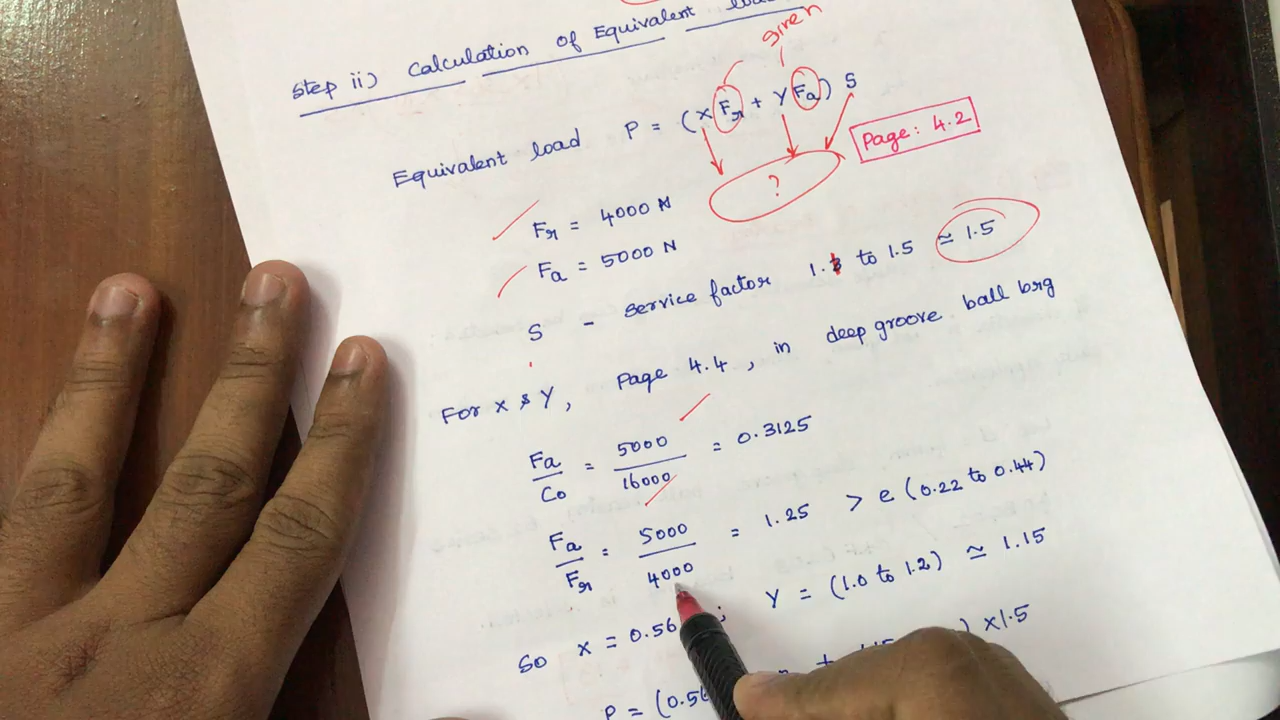 Step ii) Calculation of Equivalent
given
Equivalent load P = (X Fr + Y Fa) S
Page: 4.2
?
Fr = 4000 N
Fa = 5000 N
S - service factor 1. to 1.5 ≃ 1.5
For X & Y, Page 4.4, in deep groove ball brg
Fa/Co = 5000/16000 = 0.3125
Fa/Fr = 5000/4000 = 1.25 > e (0.22 to 0.44)
So X = 0.56 ; Y = (1.0 to 1.2) ≃ 1.15
P = (0.56 + ) x1.5